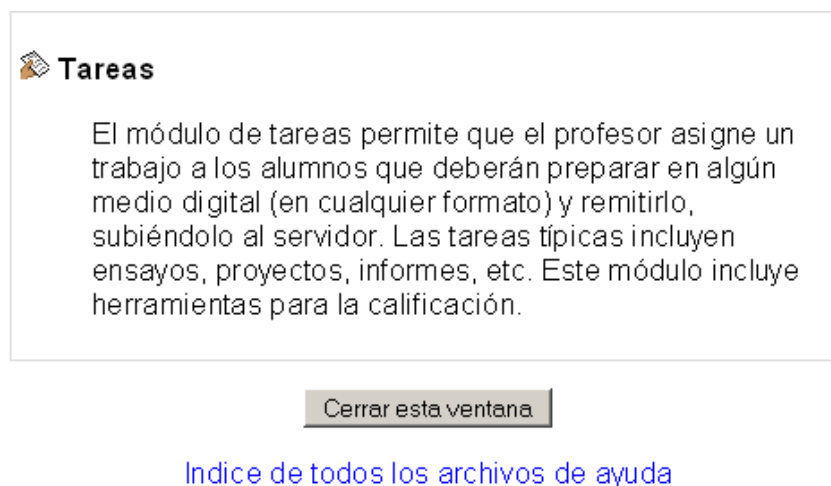 Tareas
El módulo de tareas permite que el profesor asigne un
trabajo a los alumnos que deberán preparar en algún
medio digital (en cualquier formato) y remitirlo,
subiéndolo al servidor. Las tareas típicas incluyen
ensayos, proyectos, informes, etc. Este módulo incluye
herramientas para la calificación.
Cerrar esta ventana
Indice de todos los archivos de ayuda